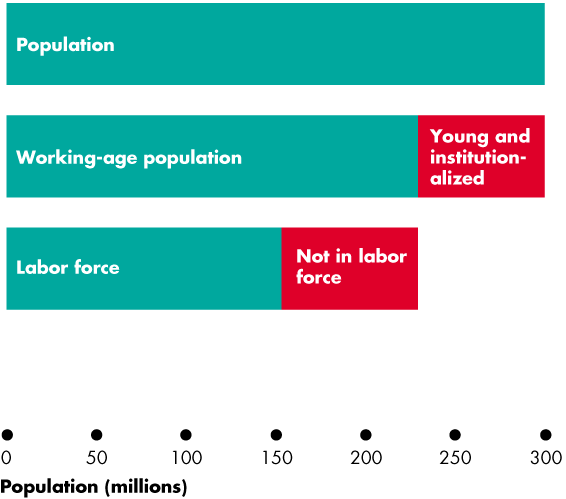 Population
Working-age population
Young and
institution-
alized
Labor force
Not in labor
force
0 50 100 150 200 250 300
Population (millions)